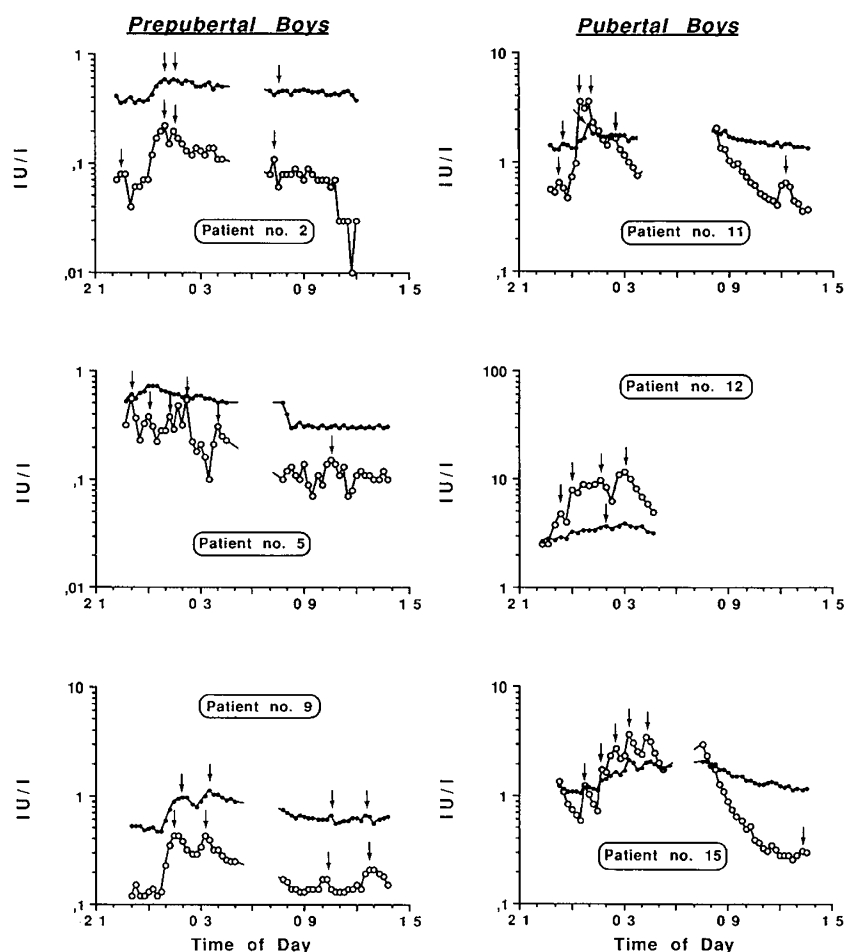 Prepubertal Boys
Pubertal Boys
1
,1
,01
IU/l
Patient no. 2
21 03 09 15
10
1
,1
IU/l
Patient no. 11
21 03 09 15
1
,1
,01
IU/l
Patient no. 5
21 03 09 15
100
10
1
IU/l
Patient no. 12
21 03 09 15
10
1
,1
IU/l
Patient no. 9
21 03 09 15
Time of Day
10
1
,1
IU/l
Patient no. 15
21 03 09 15
Time of Day